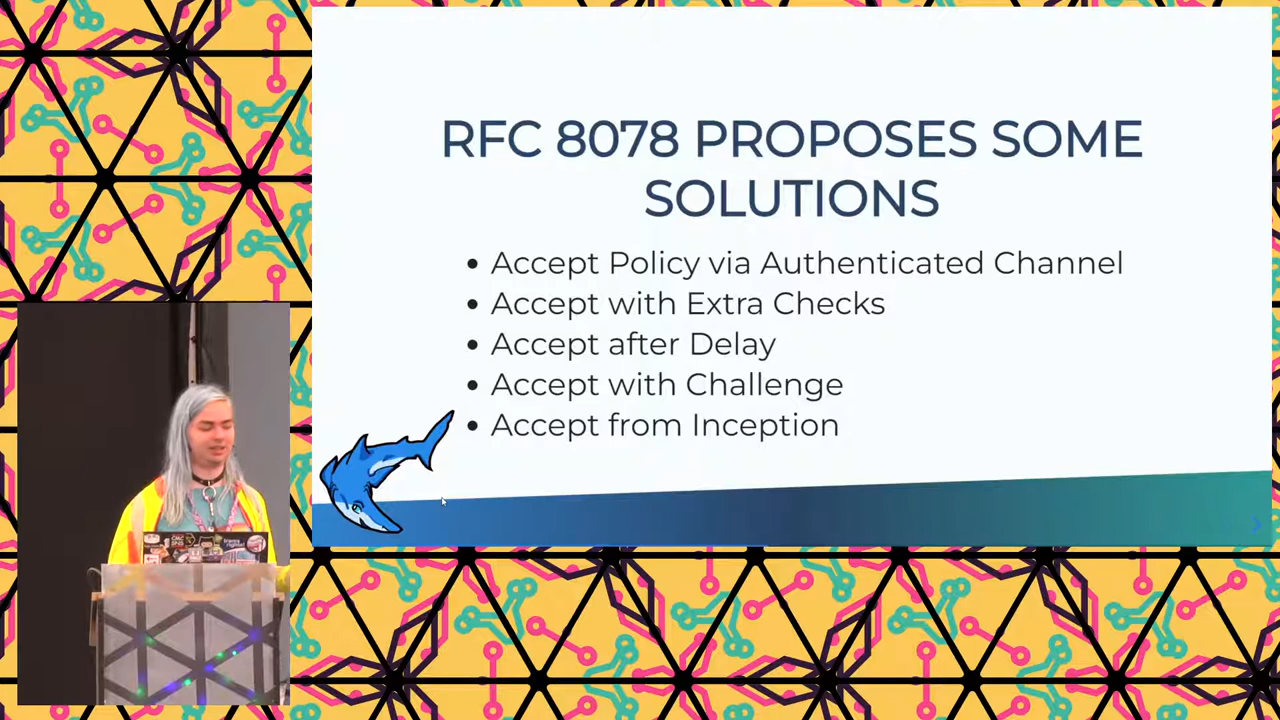 RFC 8078 PROPOSES SOME
SOLUTIONS
• Accept Policy via Authenticated Channel
• Accept with Extra Checks
• Accept after Delay
• Accept with Challenge
• Accept from Inception